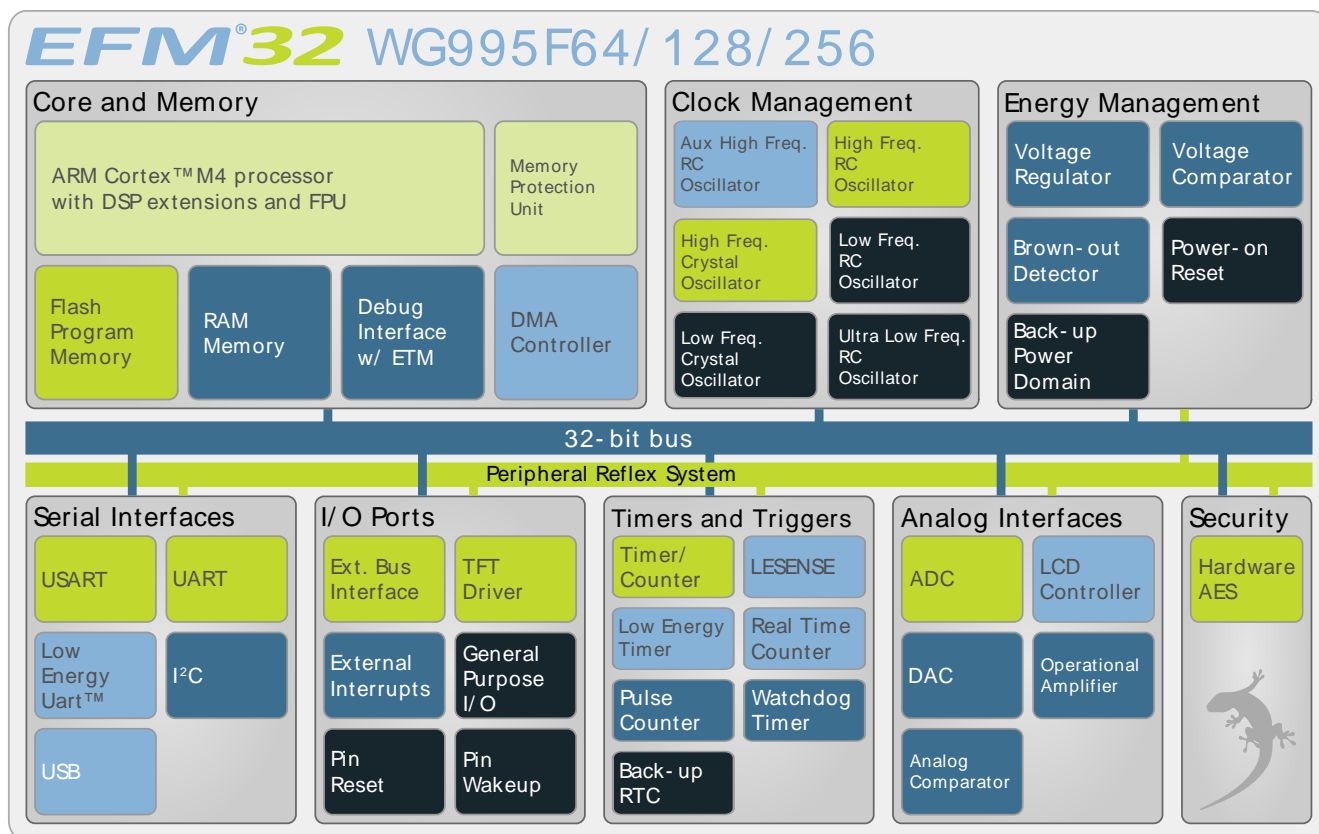 EFM®32 WG995F64/128/256
Core and Memory
ARM Cortex™ M4 processor
with DSP extensions and FPU
Memory
Protection
Unit
Flash
Program
Memory
RAM
Memory
Debug
Interface
w/ ETM
DMA
Controller
Clock Management
Aux High Freq.
RC
Oscillator
High Freq.
RC
Oscillator
High Freq.
Crystal
Oscillator
Low Freq.
RC
Oscillator
Low Freq.
Crystal
Oscillator
Ultra Low Freq.
RC
Oscillator
Energy Management
Voltage
Regulator
Voltage
Comparator
Brown-out
Detector
Power-on
Reset
Back-up
Power
Domain
32-bit bus
Peripheral Reflex System
Serial Interfaces
USART
UART
Low
Energy
Uart™
I²C
USB
I/O Ports
Ext. Bus
Interface
TFT
Driver
External
Interrupts
General
Purpose
I/O
Pin
Reset
Pin
Wakeup
Timers and Triggers
Timer/
Counter
LESENSE
Low Energy
Timer
Real Time
Counter
Pulse
Counter
Watchdog
Timer
Back-up
RTC
Analog Interfaces
ADC
LCD
Controller
DAC
Operational
Amplifier
Analog
Comparator
Security
Hardware
AES